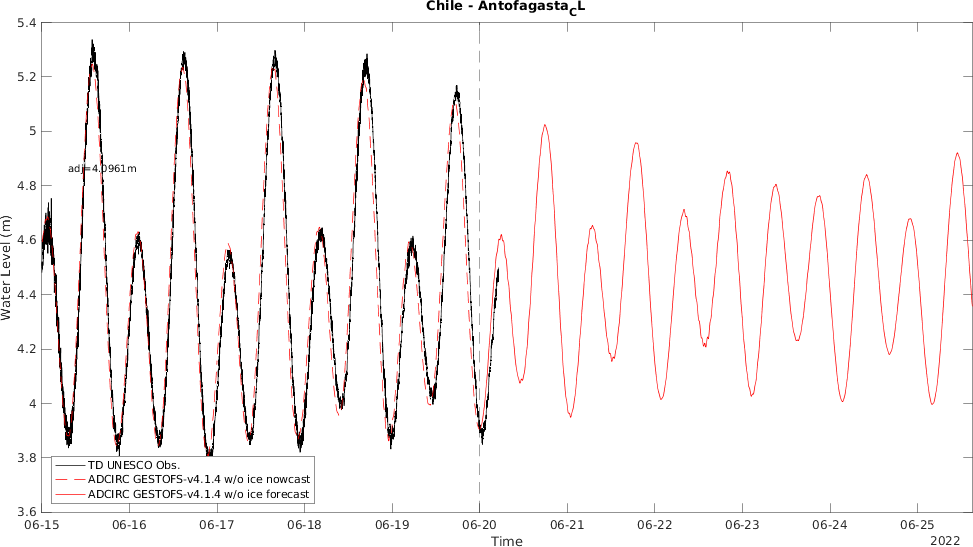 Chile - Antofagasta_CL
5.4
5.2
5
4.8
4.6
4.4
4.2
4
3.8
3.6
Water Level (m)
adj=4.0961m
TD UNESCO Obs.
ADCIRC GESTOFS-v4.1.4 w/o ice nowcast
ADCIRC GESTOFS-v4.1.4 w/o ice forecast
06-15 06-16 06-17 06-18 06-19 06-20 06-21 06-22 06-23 06-24 06-25
Time
2022